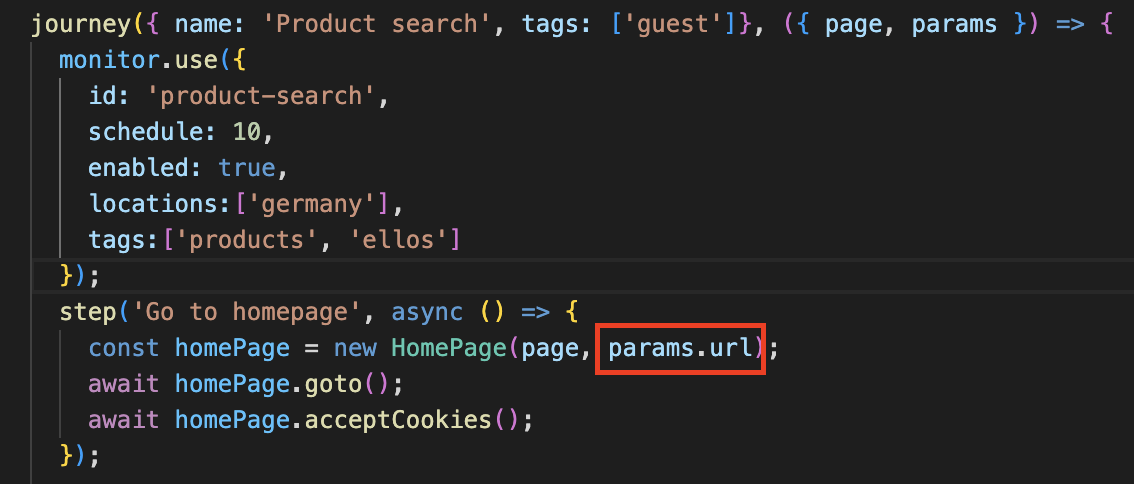 journey({ name: 'Product search', tags: ['guest']}, ({ page, params }) => {
monitor.use({
id: 'product-search',
schedule: 10,
enabled: true,
locations:['germany'],
tags:['products', 'ellos']
});
step('Go to homepage', async () => {
const homePage = new HomePage(page, params.url);
await homePage.goto();
await homePage.acceptCookies();
});